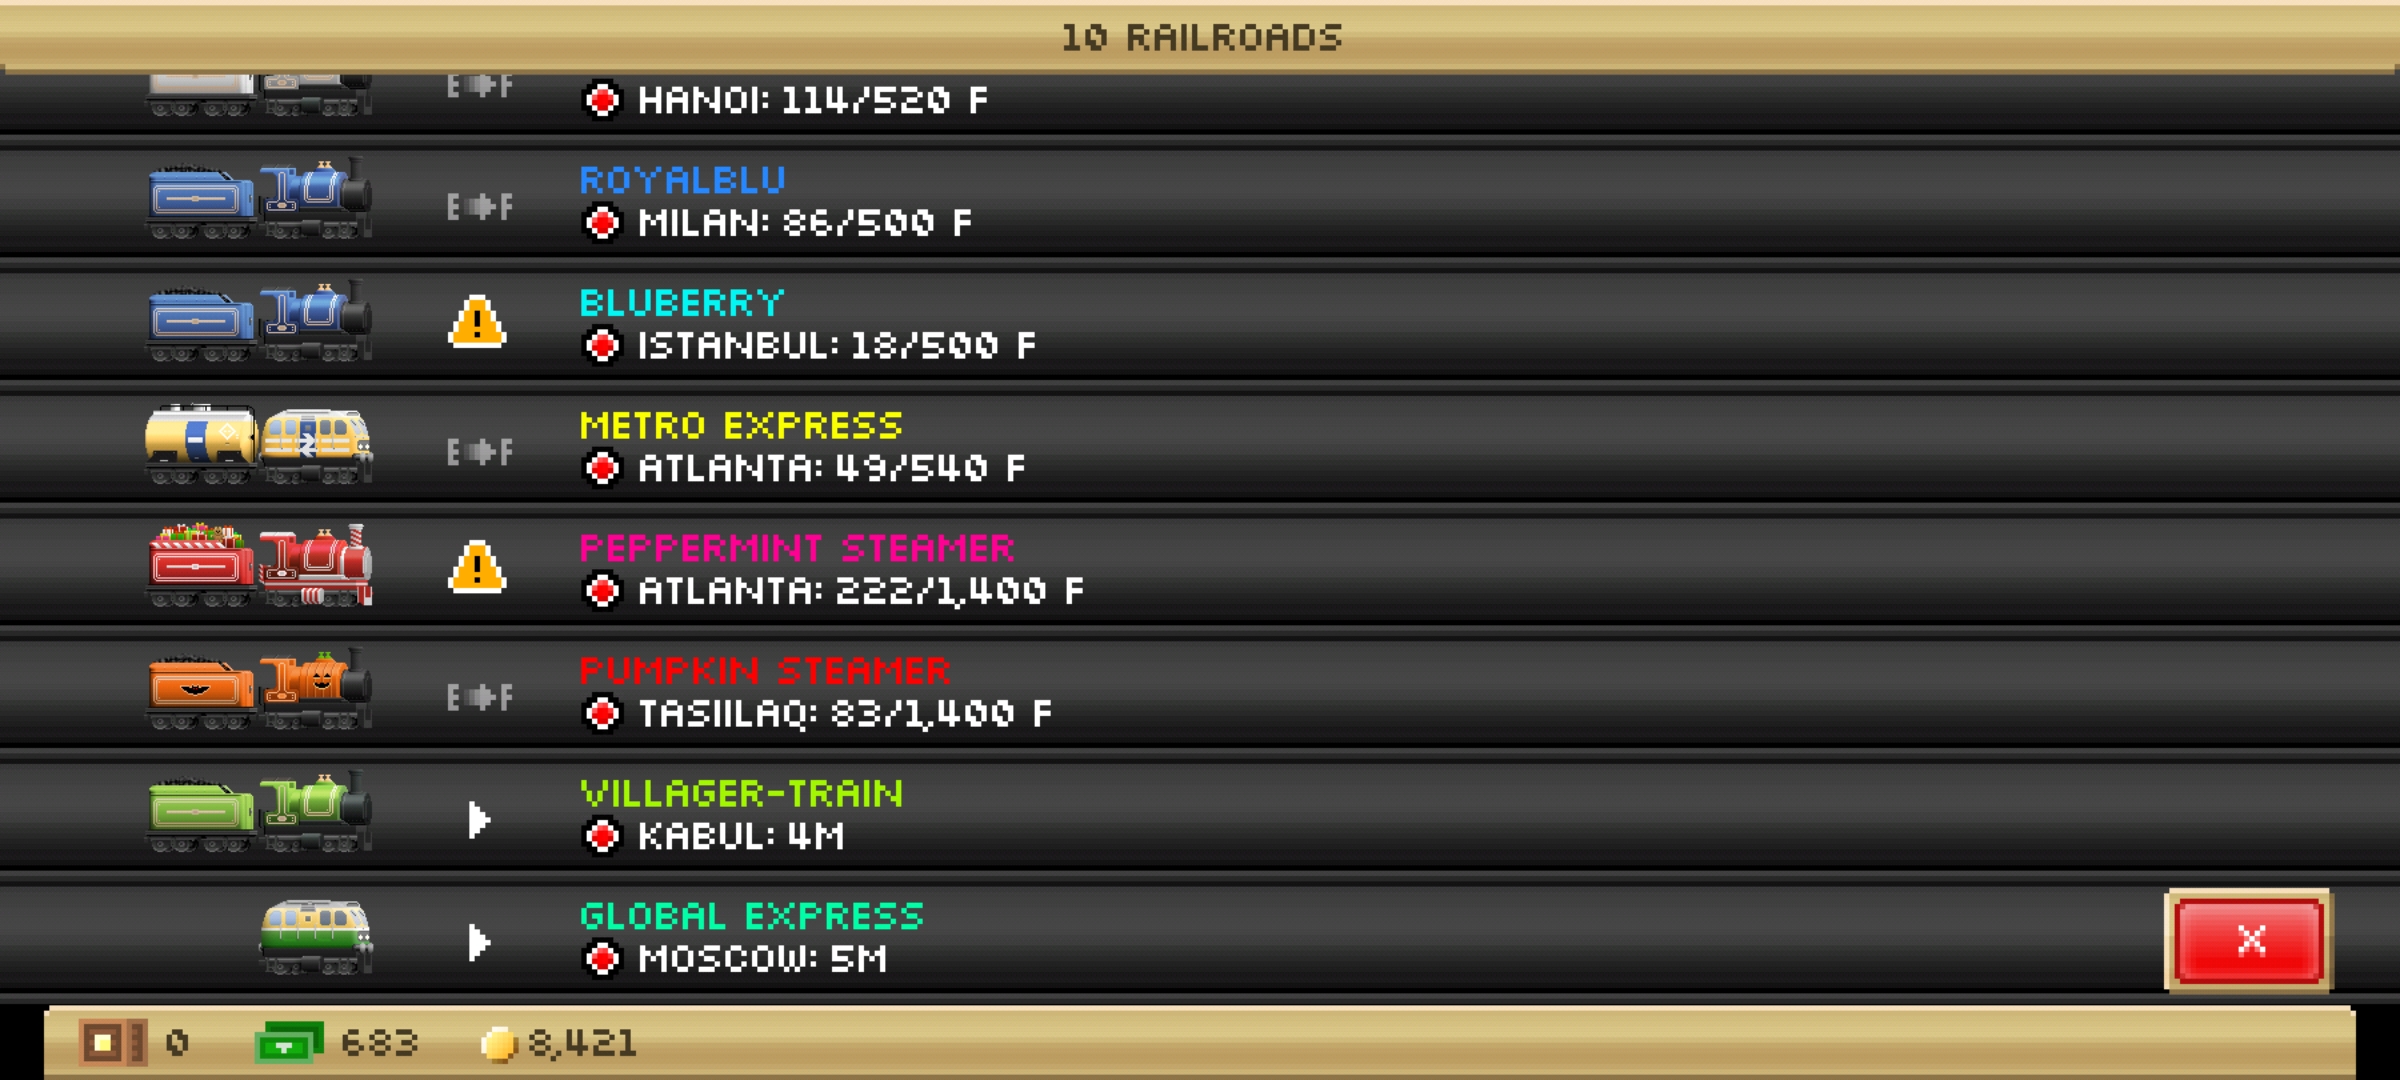 10 RAILROADS
E F
HANOI: 114/520 F
ROYALBLU
E F
MILAN: 86/500 F
BLUBERRY
!
ISTANBUL: 18/500 F
METRO EXPRESS
E F
ATLANTA: 49/540 F
PEPPERMINT STEAMER
!
ATLANTA: 222/1,400 F
PUMPKIN STEAMER
E F
TASIILAQ: 83/1,400 F
VILLAGER-TRAIN
KABUL: 4M
GLOBAL EXPRESS
MOSCOW: 5M
X
0 683 8,421